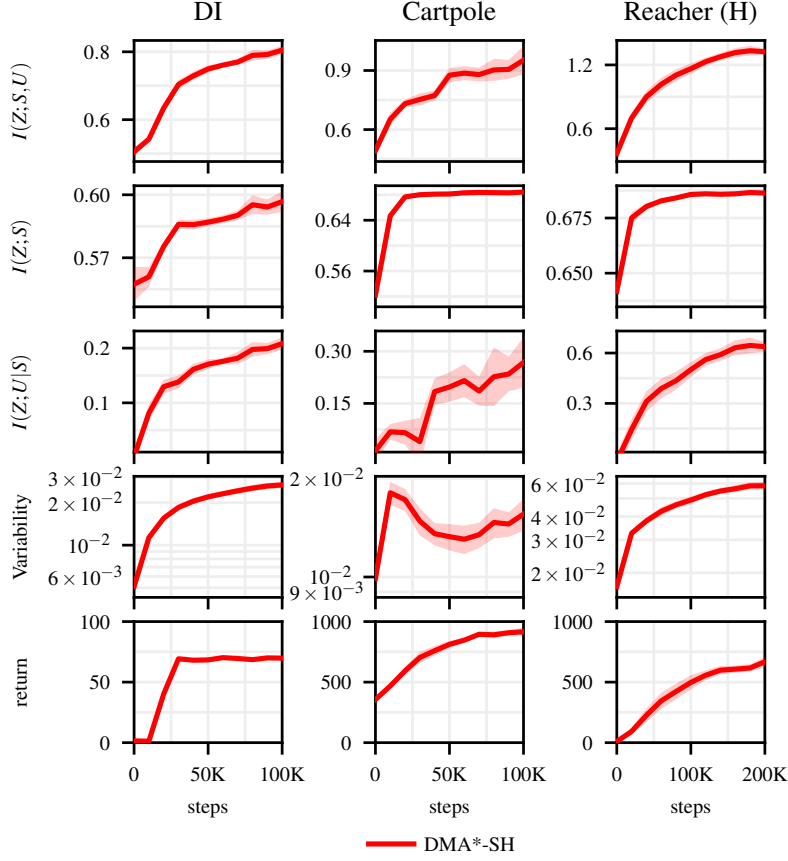 DI Cartpole Reacher (H)
I(Z;S,U) 0.8 0.6 0.9 0.6 1.2 0.6
I(Z;S) 0.60 0.57 0.64 0.56 0.675 0.650
I(Z;U|S) 0.2 0.1 0.30 0.15 0.6 0.3
Variability 3 × 10⁻² 2 × 10⁻² 10⁻² 6 × 10⁻³ 2 × 10⁻² 10⁻² 9 × 10⁻³ 6 × 10⁻² 4 × 10⁻² 3 × 10⁻² 2 × 10⁻²
return 100 50 0 1000 500 0 1000 500 0
0 50K 100K 0 50K 100K 0 100K 200K
steps steps steps
DMA*-SH